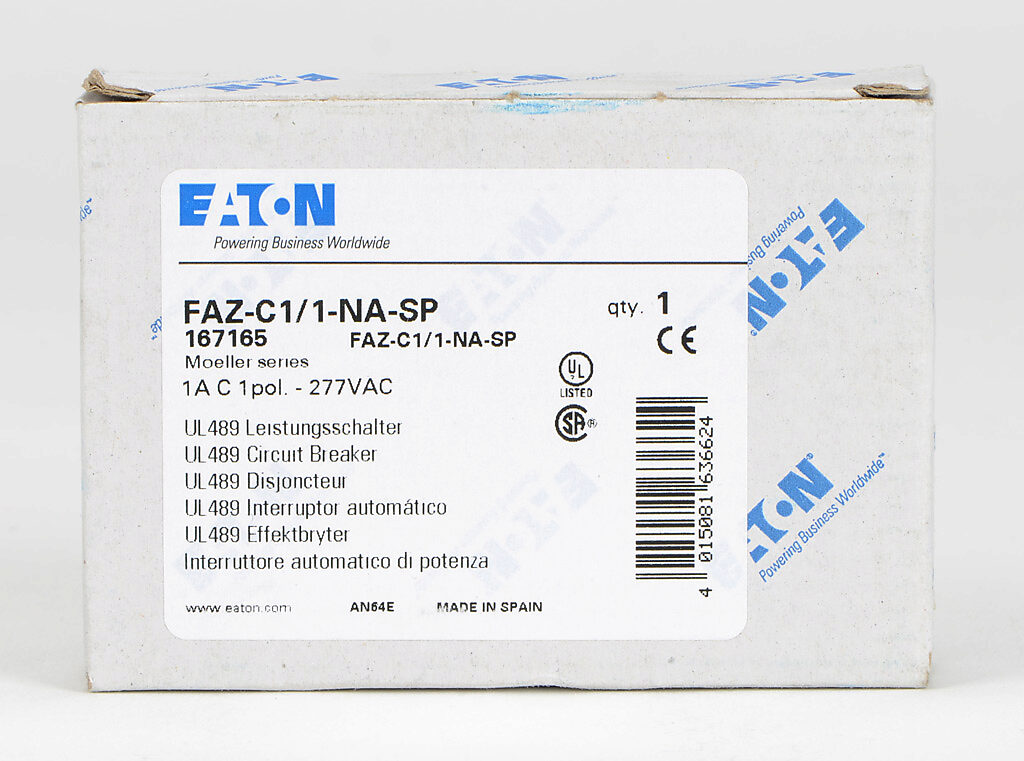 EATON
Powering Business Worldwide
FAZ-C1/1-NA-SP
qty. 1
167165 FAZ-C1/1-NA-SP
CE
Moeller series
1A C 1pol. - 277VAC
UL
LISTED
SA ®
UL489 Leistungsschalter
UL489 Circuit Breaker
UL489 Disjoncteur
UL489 Interruptor automático
UL489 Effektbryter
Interruttore automatico di potenza
4 015081 636624
www.eaton.com AN64E MADE IN SPAIN
EATON
Powering Busi
EATON
Powering Business Worldwide